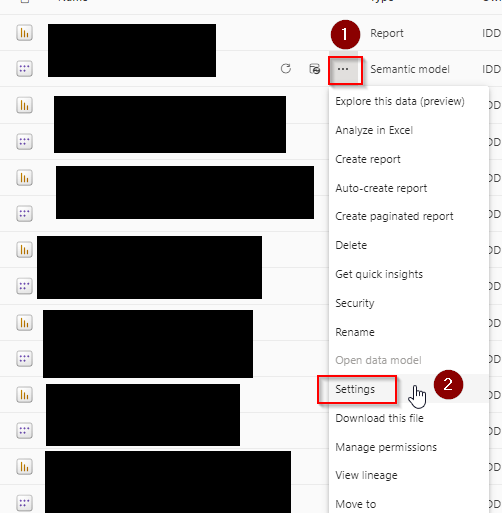 1
Report
IDD
...
Semantic model
IDD
Explore this data (preview)
Analyze in Excel
Create report
Auto-create report
Create paginated report
Delete
Get quick insights
Security
Rename
Open data model
Settings
2
Download this file
Manage permissions
View lineage
Move to